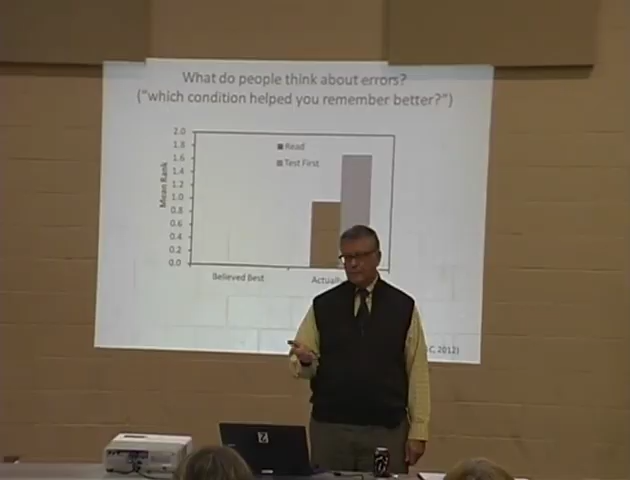 What do people think about errors?
("which condition helped you remember better?")
2.0
1.8
1.6
1.4
1.2
1.0
0.8
0.6
0.4
0.2
0.0
Mean Rank
Read
Test First
Believed Best
Actually
C, 2012)